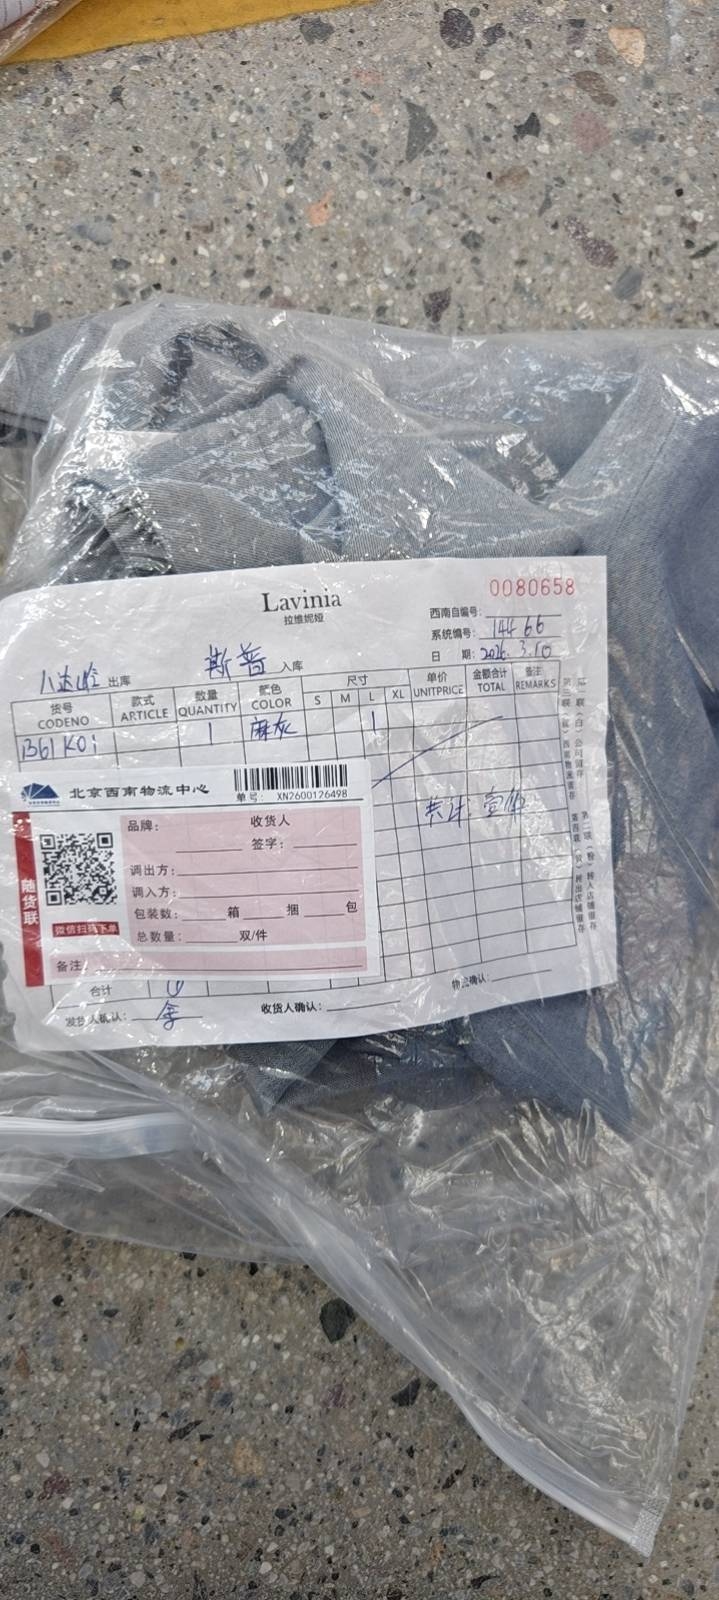 Lavinia
拉维妮娅
0080658
西南自编号:
系统编号: 14466
日 期: 2026. 3. 10
八达岭 出库 斯普 入库
货号 CODENO 款式 ARTICLE 数量 QUANTITY 颜色 COLOR 尺寸 S M L XL 单价 UNITPRICE 金额合计 TOTAL 备注 REMARKS
1 麻灰 1
北京西南物流中心
单号: XN2600126498
随货联
微信扫码下单
品牌: 收货人
签字:
调出方:
调入方:
包装数: 箱 捆 包
总数量: 双/件
备注:
共计: 壹件
合计
发货人确认: 收货人确认: 物流确认: